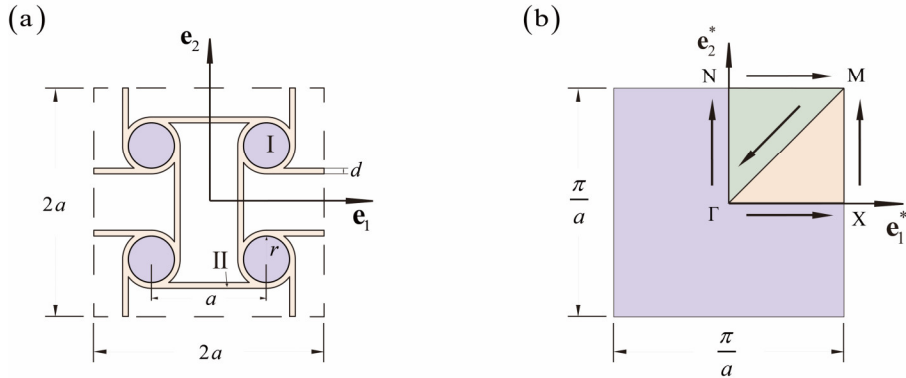 (a)
e₂
I
d
2a
e₁
r
II
a
2a
(b)
e₂*
N
M
π/a
Γ
X
e₁*
π/a